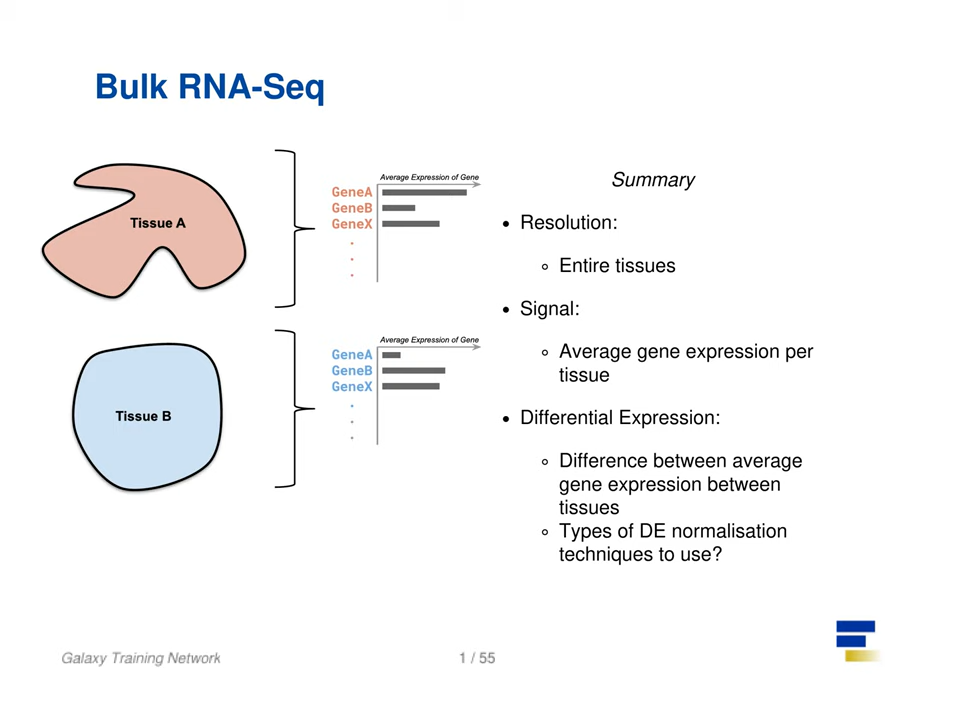 Bulk RNA-Seq
Tissue A
Average Expression of Gene
GeneA
GeneB
GeneX
Tissue B
Average Expression of Gene
GeneA
GeneB
GeneX
Summary
Resolution:
Entire tissues
Signal:
Average gene expression per
tissue
Differential Expression:
Difference between average
gene expression between
tissues
Types of DE normalisation
techniques to use?
Galaxy Training Network
1 / 55